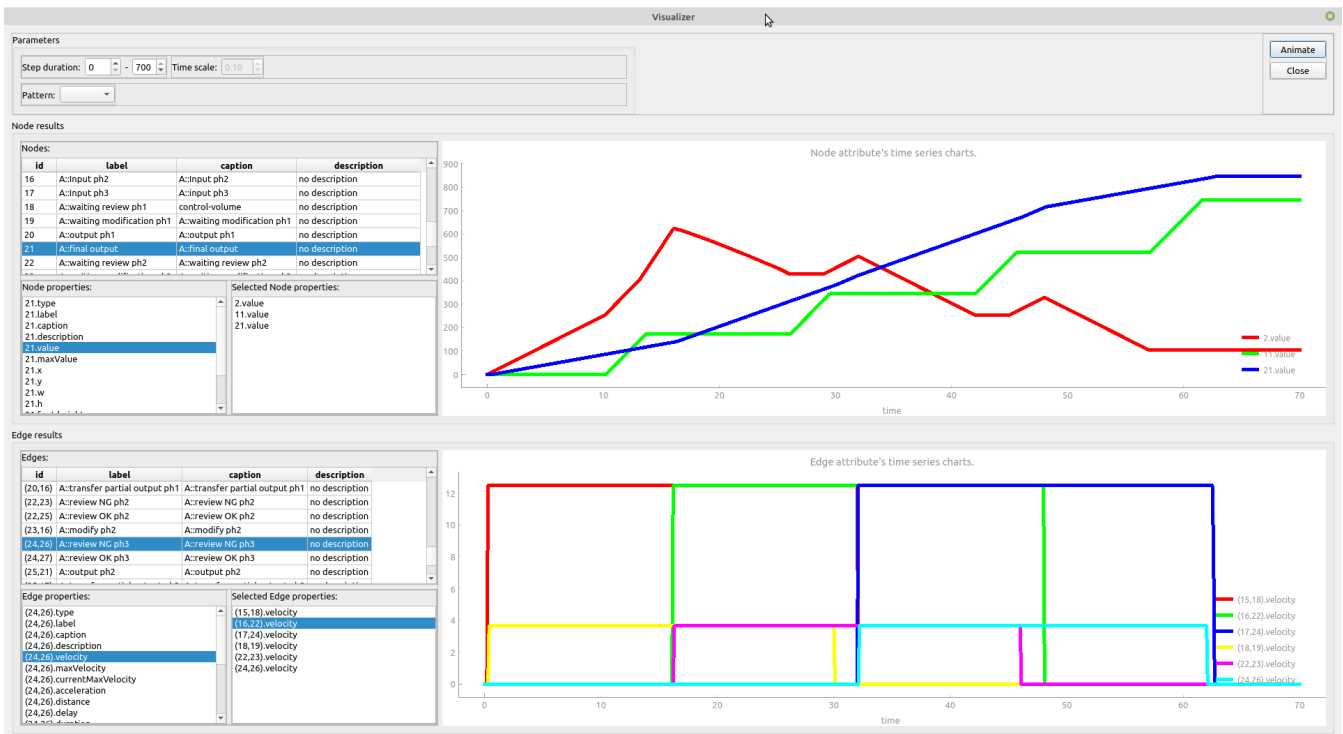 Visualizer
Parameters
Step duration: 0 - 700 Time scale: 0.10
Animate
Close
Pattern:
Node results
Nodes:
id label caption description
16 A::Input ph2 A::Input ph2 no description
17 A::Input ph3 A::input ph3 no description
18 A::waiting review ph1 control-volume no description
19 A::waiting modification ph1 A::waiting modification ph1 no description
20 A::output ph1 A::output ph1 no description
21 A::final output A::final output no description
22 A::waiting review ph2 A::waiting review ph2 no description
Node properties:
21.type
21.label
21.caption
21.description
21.value
21.maxValue
21.x
21.y
21.w
21.h
Selected Node properties:
2.value
11.value
21.value
Node attribute's time series charts.
900
800
700
600
500
400
300
200
100
0
0 10 20 30 40 50 60 70
time
2.value
11.value
21.value
Edge results
Edges:
id label caption description
(20,16) A::transfer partial output ph1 A::transfer partial output ph1 no description
(22,23) A::review NG ph2 A::review NG ph2 no description
(22,25) A::review OK ph2 A::review OK ph2 no description
(23,16) A::modify ph2 A::modify ph2 no description
(24,26) A::review NG ph3 A::review NG ph3 no description
(24,27) A::review OK ph3 A::review OK ph3 no description
(25,21) A::output ph2 A::output ph2 no description
Edge properties:
(24,26).type
(24,26).label
(24,26).caption
(24,26).description
(24,26).velocity
(24,26).maxVelocity
(24,26).currentMaxVelocity
(24,26).acceleration
(24,26).distance
(24,26).delay
Selected Edge properties:
(15,18).velocity
(16,22).velocity
(17,24).velocity
(18,19).velocity
(22,23).velocity
(24,26).velocity
Edge attribute's time series charts.
12
10
8
6
4
2
0
0 10 20 30 40 50 60 70
time
(15,18).velocity
(16,22).velocity
(17,24).velocity
(18,19).velocity
(22,23).velocity
(24,26).velocity